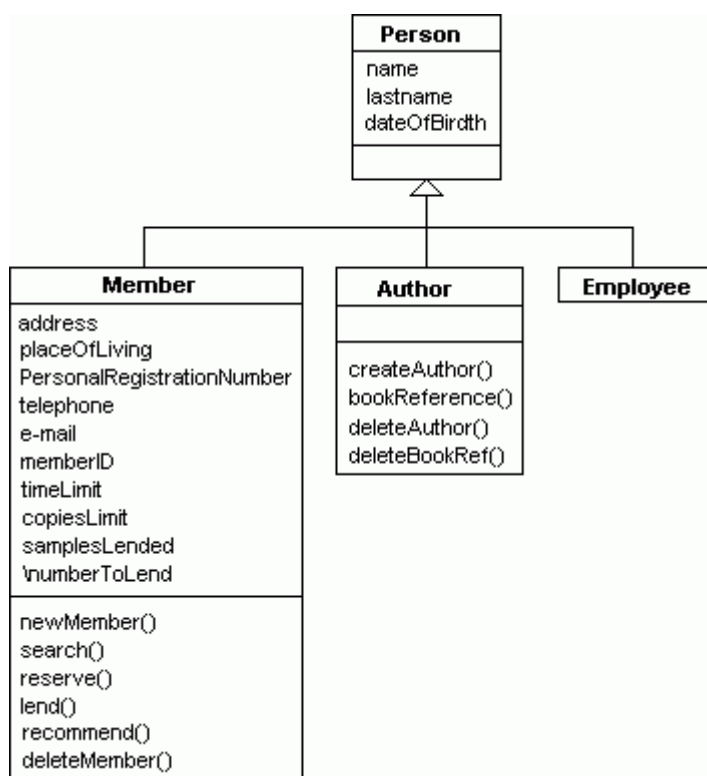 Person
name
lastname
dateOfBirdth
Member
address
placeOfLiving
PersonalRegistrationNumber
telephone
e-mail
memberID
timeLimit
copiesLimit
samplesLended
\numberToLend
newMember()
search()
reserve()
lend()
recommend()
deleteMember()
Author
createAuthor()
bookReference()
deleteAuthor()
deleteBookRef()
Employee